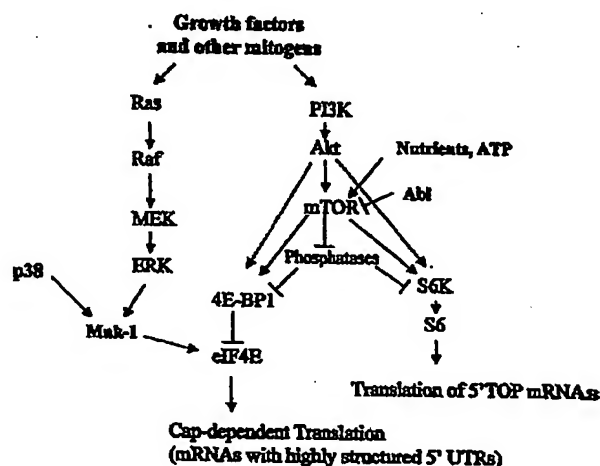 Growth factors
and other mitogens
Ras
PI3K
Raf
Akt
Nutrients, ATP
mTOR
Abl
MEK
Phosphatases
ERK
p38
4E-BP1
S6K
Mnk-1
eIF4E
S6
Translation of 5'TOP mRNAs
Cap-dependent Translation
(mRNAs with highly structured 5' UTRs)